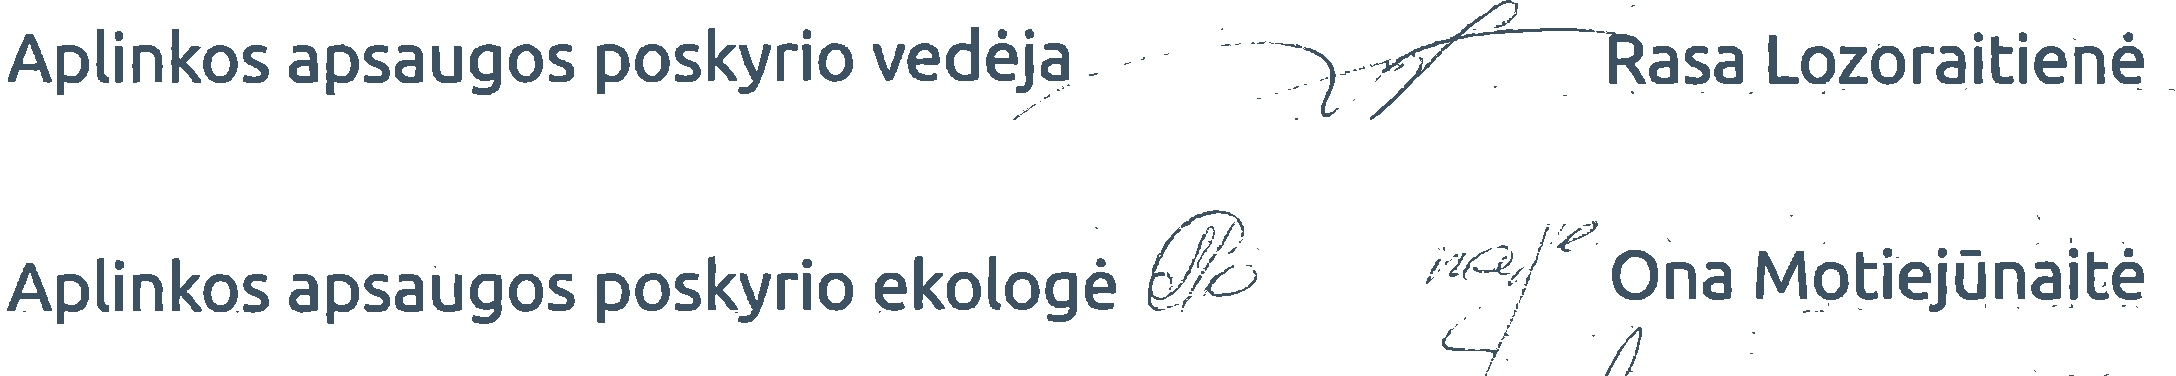 Aplinkos apsaugos poskyrio vedėja Rasa Lozoraitienė
Aplinkos apsaugos poskyrio ekologė Ona Motiejūnaitė